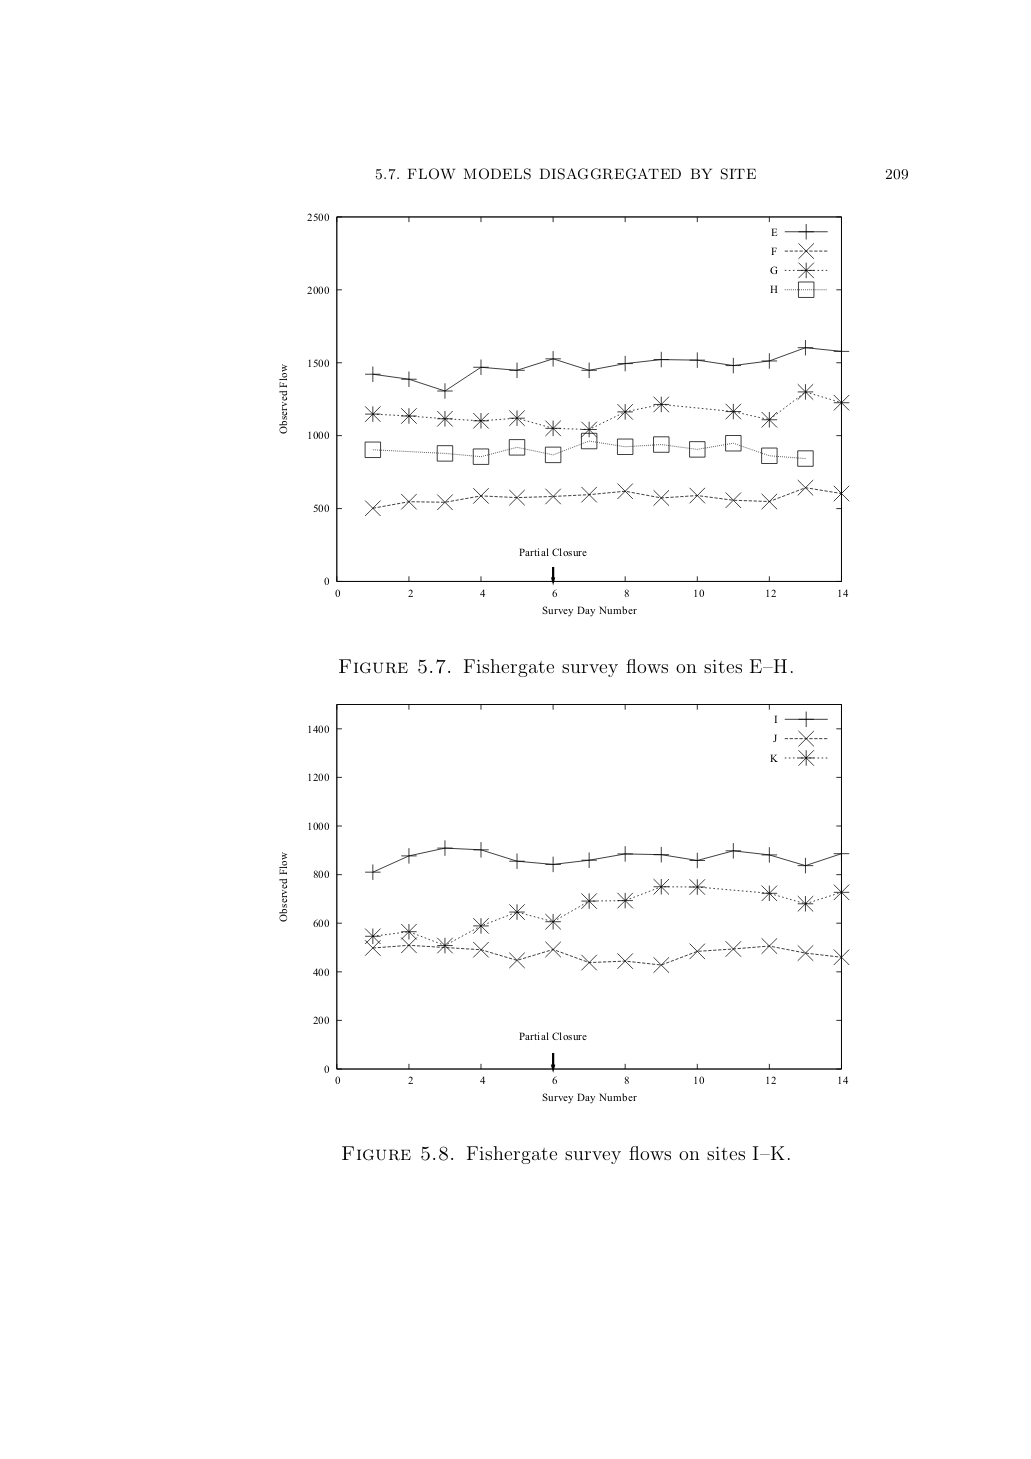 5.7. FLOW MODELS DISAGGREGATED BY SITE 209
2500
2000
1500
1000
500
0
Observed Flow
E
F
G
H
Partial Closure
0 2 4 6 8 10 12 14
Survey Day Number
FIGURE 5.7. Fishergate survey flows on sites E–H.
1400
1200
1000
800
600
400
200
0
Observed Flow
I
J
K
Partial Closure
0 2 4 6 8 10 12 14
Survey Day Number
FIGURE 5.8. Fishergate survey flows on sites I–K.